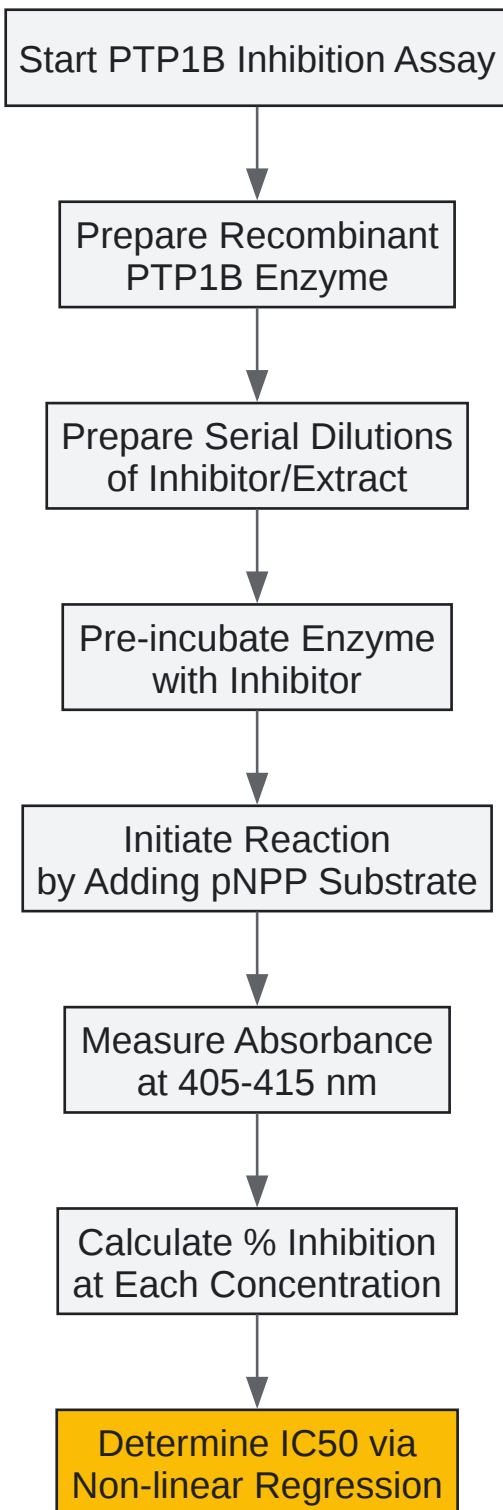 Start PTP1B Inhibition Assay
Prepare Recombinant
PTP1B Enzyme
Prepare Serial Dilutions
of Inhibitor/Extract
Pre-incubate Enzyme
with Inhibitor
Initiate Reaction
by Adding pNPP Substrate
Measure Absorbance
at 405-415 nm
Calculate % Inhibition
at Each Concentration
Determine IC50 via
Non-linear Regression